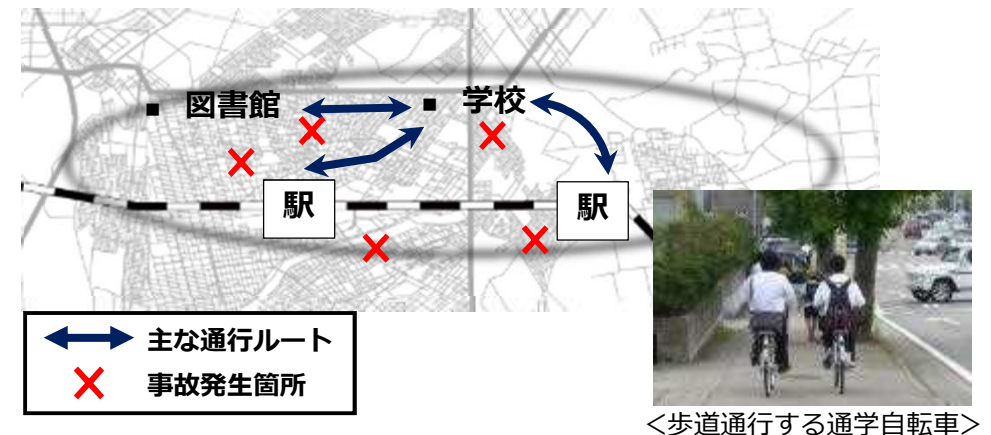 図書館
学校
駅
駅
主な通行ルート
事故発生箇所
<歩道通行する通学自転車>